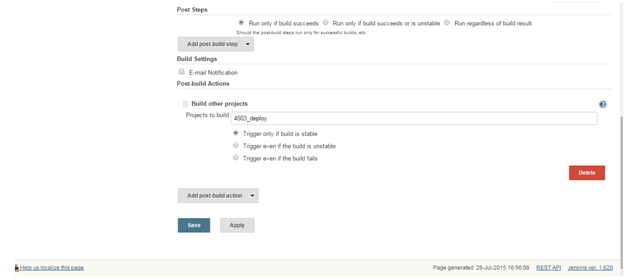 Post Steps
Run only if build succeeds Run only if build succeeds or is unstable Run regardless of build result
Should the post-build steps run only for successful builds, etc.
Add post-build step
Build Settings
E-mail Notification
Post-build Actions
Build other projects
Projects to build 4503_deploy
Trigger only if build is stable
Trigger even if the build is unstable
Trigger even if the build fails
Delete
Add post-build action
Save Apply
Help us localize this page Page generated: 28-Jul-2015 16:56:08 REST API Jenkins ver. 1.620